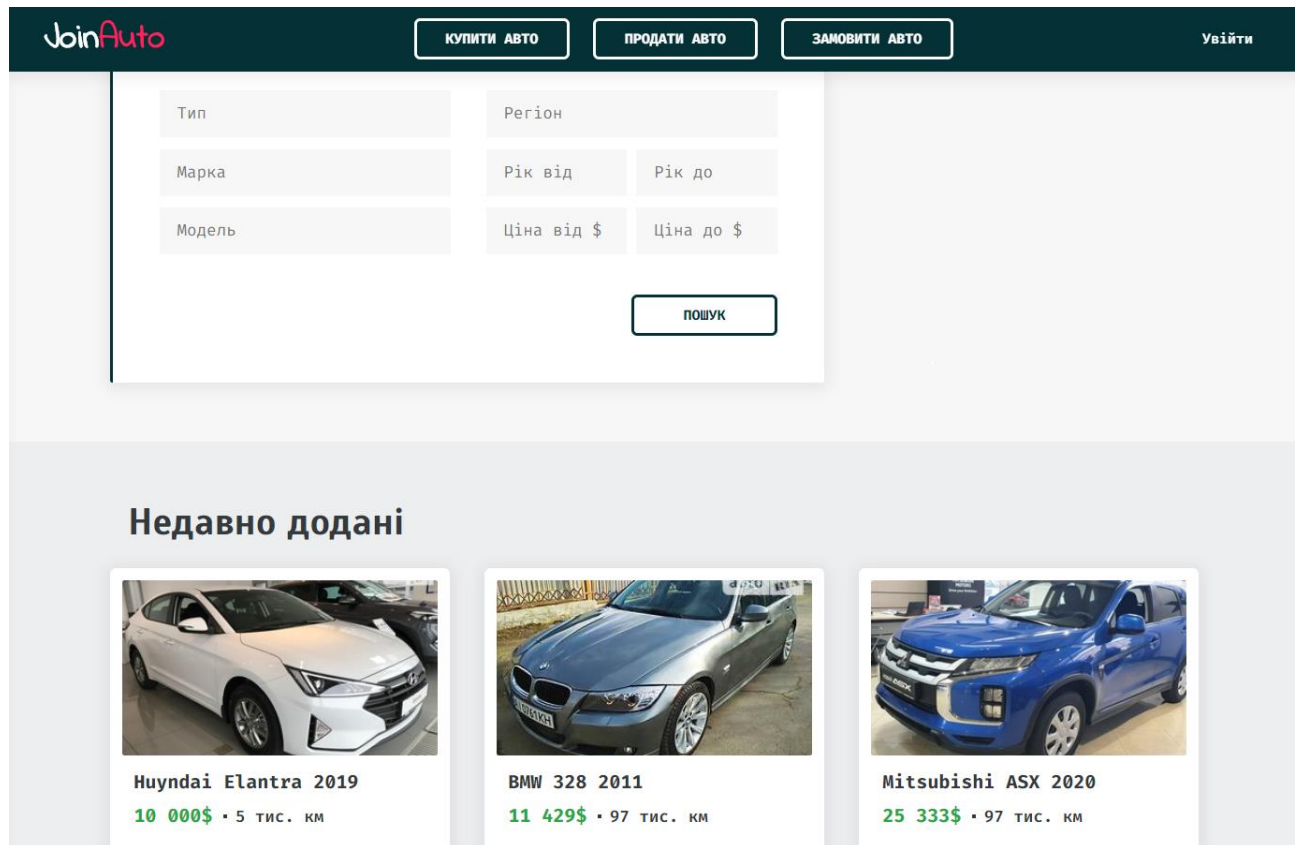 JoinAuto
КУПИТИ АВТО
ПРОДАТИ АВТО
ЗАМОВИТИ АВТО
Увійти
Тип
Регіон
Марка
Рік від
Рік до
Модель
Ціна від $
Ціна до $
ПОШУК
Недавно додані
ASX
Huyndai Elantra 2019
BMW 328 2011
Mitsubishi ASX 2020
10 000$ · 5 тис. км
11 429$ · 97 тис. км
25 333$ · 97 тис. км